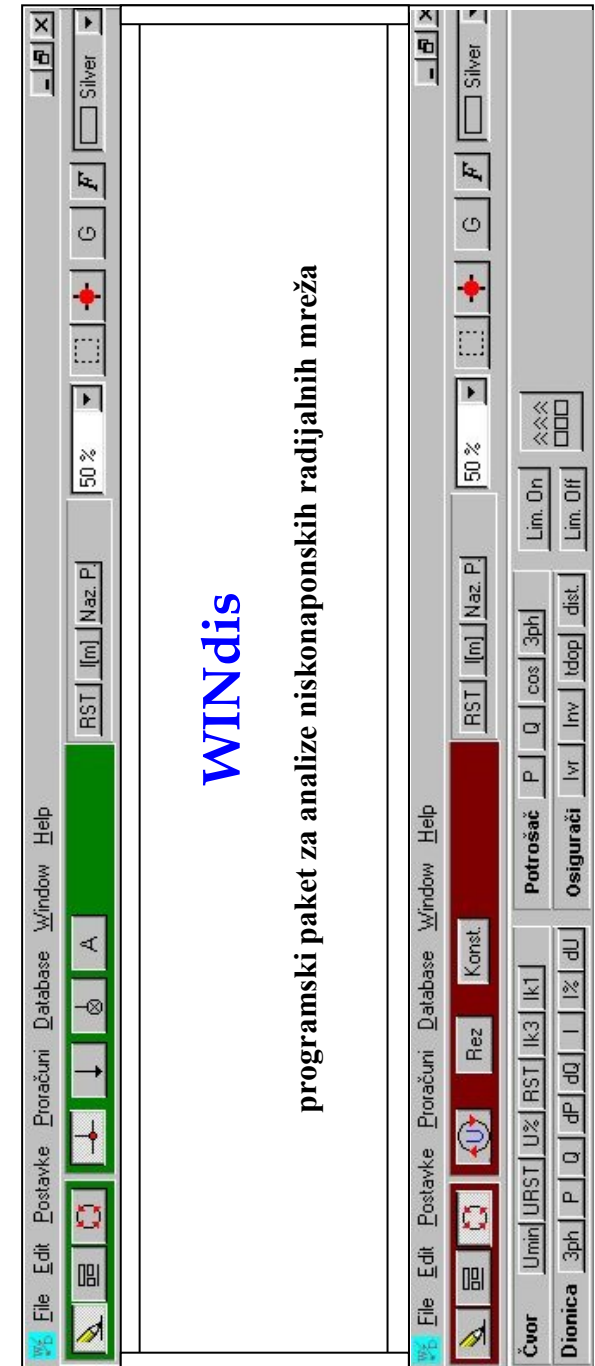 File Edit Postavke Proračuni Database Window Help
A RST l[m] Naz. P. 50 % G F Silver
WINdis
programski paket za analize niskonaponskih radijalnih mreža
File Edit Postavke Proračuni Database Window Help
U Rez Konst. RST l[m] Naz. P. 50 % G F Silver
Čvor Umin URST U% RST Ik3 Ik1 Potrošač P Q cos 3ph Lim. On
Dionica 3ph P Q dP dQ I I% dU Osigurači Ivr Inv tdop dist. Lim. Off